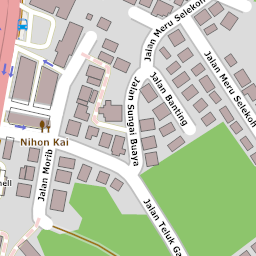 Jalan Meru Selekoh
Jalan Meru Selekoh
Jalan Banting
Jalan Sungai Buaya
Nihon Kai
Jalan Morib
Jalan Teluk Ga